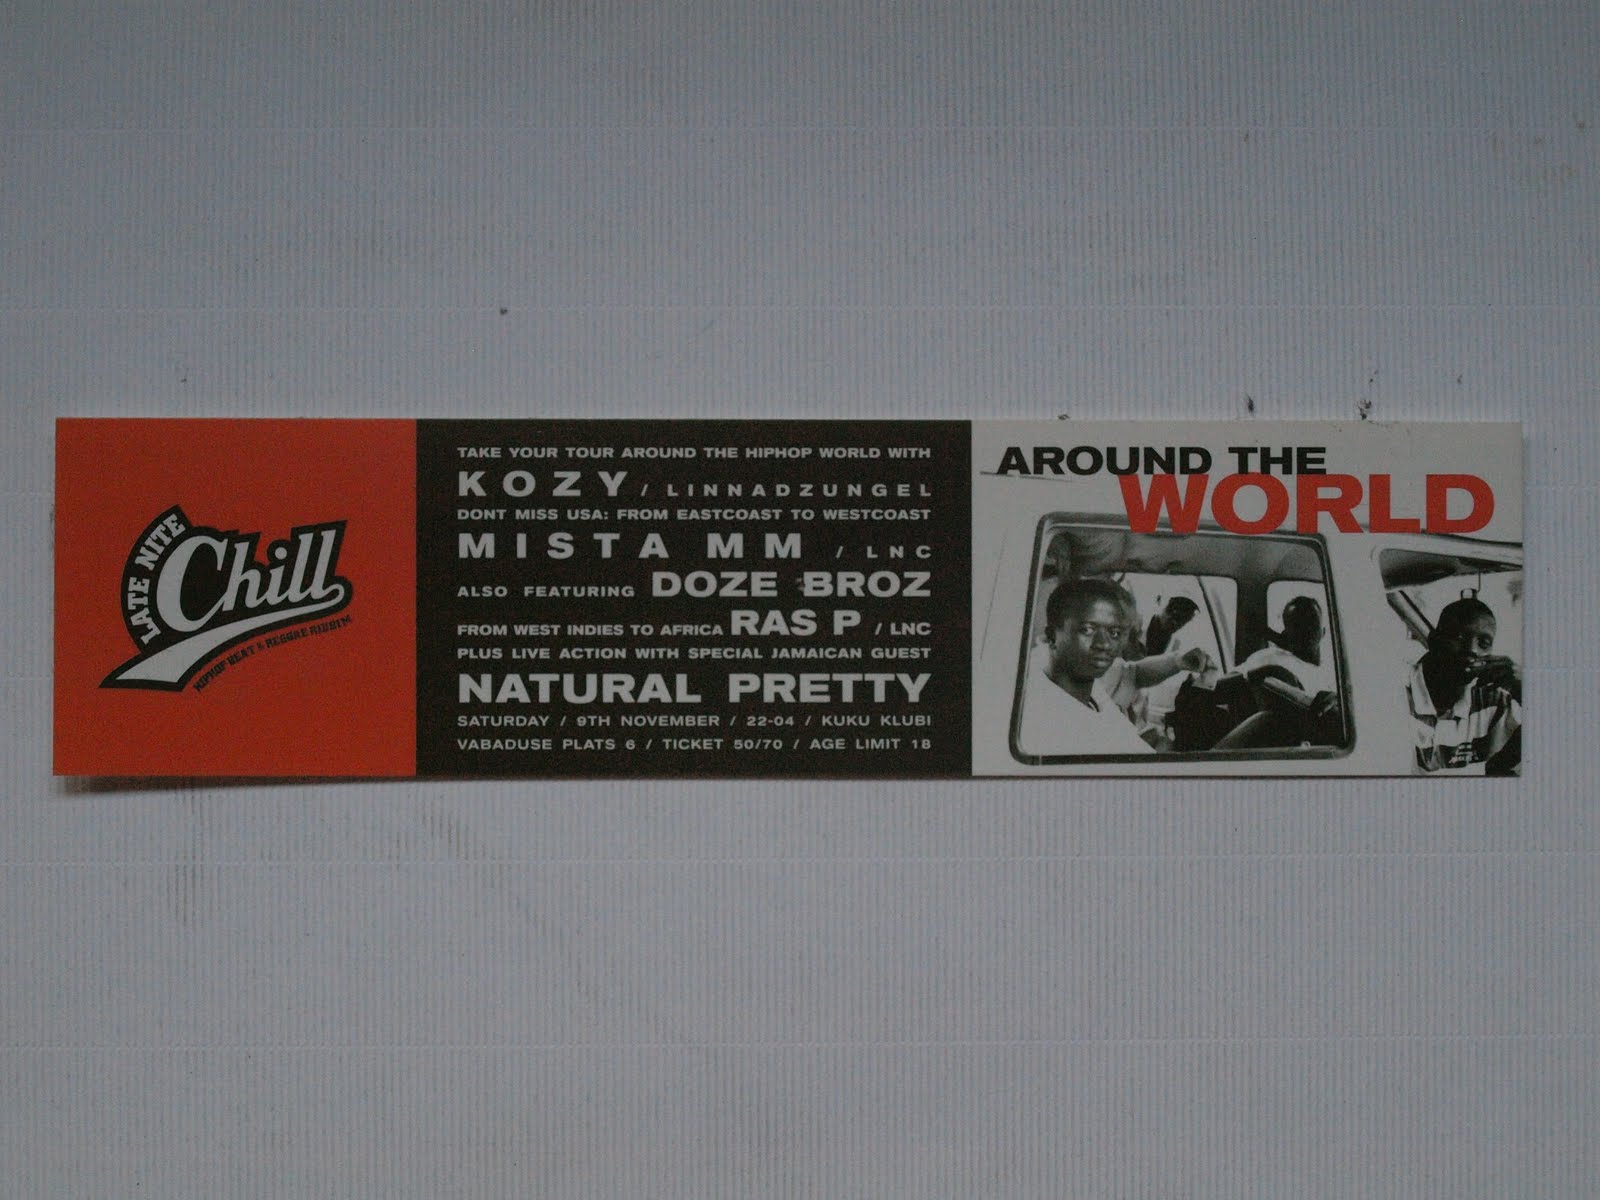 LATE NITE
Chill
HIPHOP BEAT & REGGAE RIDDIM
TAKE YOUR TOUR AROUND THE HIPHOP WORLD WITH
KOZY / LINNADZUNGEL
DONT MISS USA: FROM EASTCOAST TO WESTCOAST
MISTA MM / LNC
ALSO FEATURING DOZE BROZ
FROM WEST INDIES TO AFRICA RAS P / LNC
PLUS LIVE ACTION WITH SPECIAL JAMAICAN GUEST
NATURAL PRETTY
SATURDAY / 9TH NOVEMBER / 22-04 / KUKU KLUBI
VABADUSE PLATS 6 / TICKET 50/70 / AGE LIMIT 18
AROUND THE
WORLD